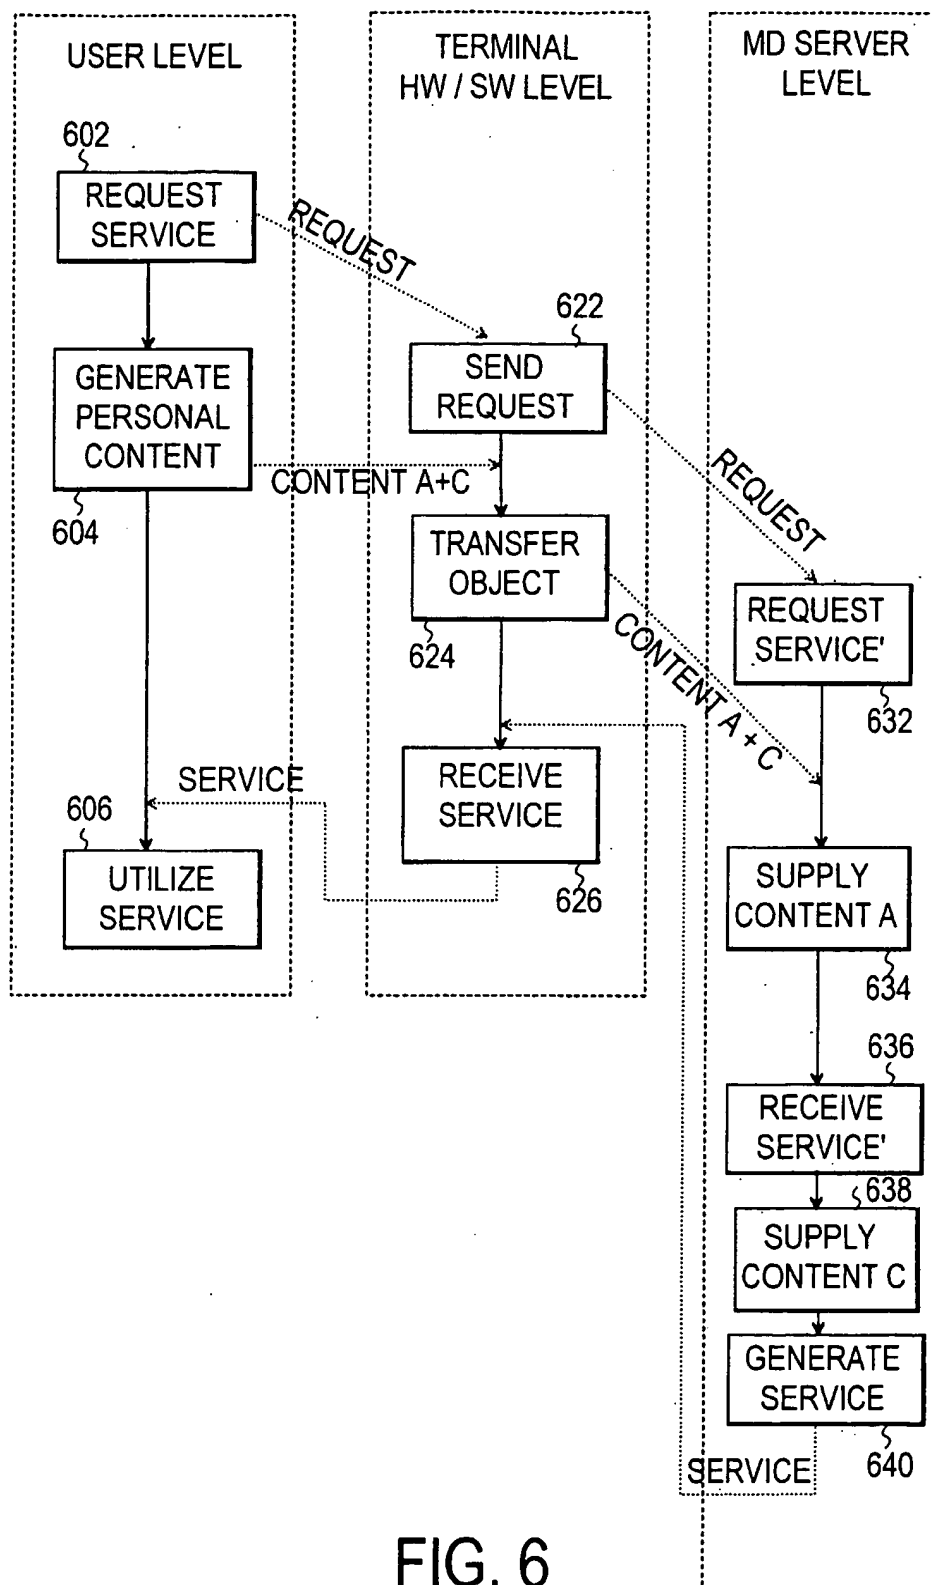 USER LEVEL
TERMINAL
HW / SW LEVEL
MD SERVER
LEVEL
602
REQUEST
SERVICE
REQUEST
622
SEND
REQUEST
GENERATE
PERSONAL
CONTENT
604
CONTENT A+C
REQUEST
TRANSFER
OBJECT
624
CONTENT A + C
REQUEST
SERVICE'
632
SERVICE
RECEIVE
SERVICE
626
606
UTILIZE
SERVICE
SUPPLY
CONTENT A
634
636
RECEIVE
SERVICE'
638
SUPPLY
CONTENT C
GENERATE
SERVICE
640
SERVICE
FIG. 6